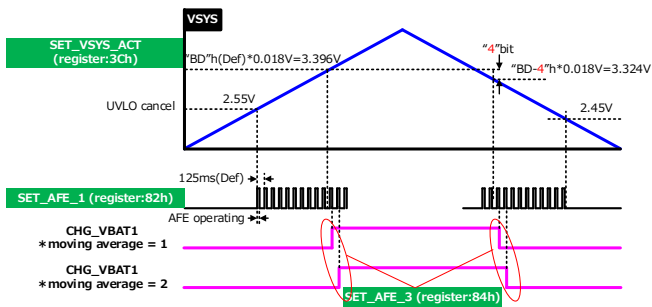 VSYS
SET_VSYS_ACT
(register:3Ch)
"BD"h(Def)*0.018V=3.396V
"4"bit
"BD-4"h*0.018V=3.324V
UVLO cancel
2.55V
2.45V
125ms(Def)
SET_AFE_1 (register:82h)
AFE operating
CHG_VBAT1
*moving average = 1
CHG_VBAT1
*moving average = 2
SET_AFE_3 (register:84h)